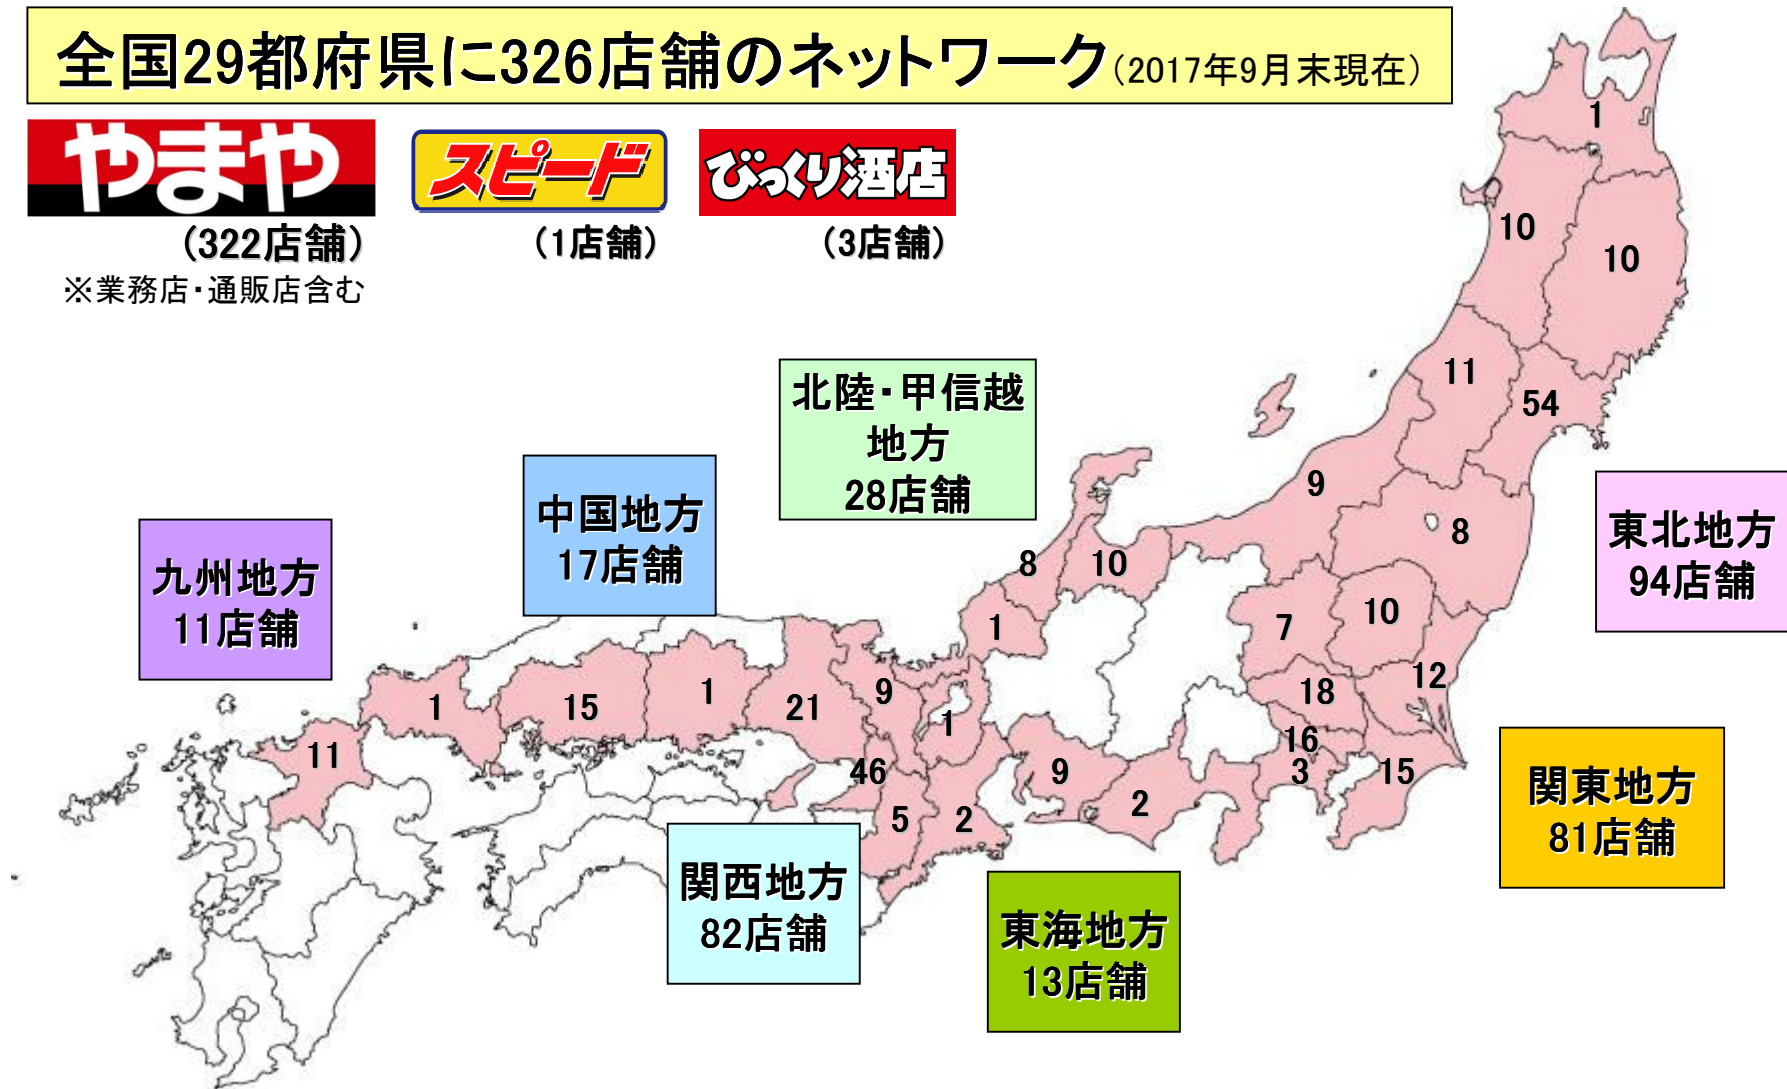 全国29都府県に326店舗のネットワーク(2017年9月末現在)
やまや
スピード
びっくり酒店
(322店舗)
(1店舗)
(3店舗)
※業務店・通販店含む
1
10
10
11
54
北陸・甲信越
地方
28店舗
9
8
東北地方
94店舗
中国地方
17店舗
九州地方
11店舗
8
10
1
7
10
12
18
16
3
15
関東地方
81店舗
1
15
1
21
9
1
11
46
5
2
9
2
関西地方
82店舗
東海地方
13店舗